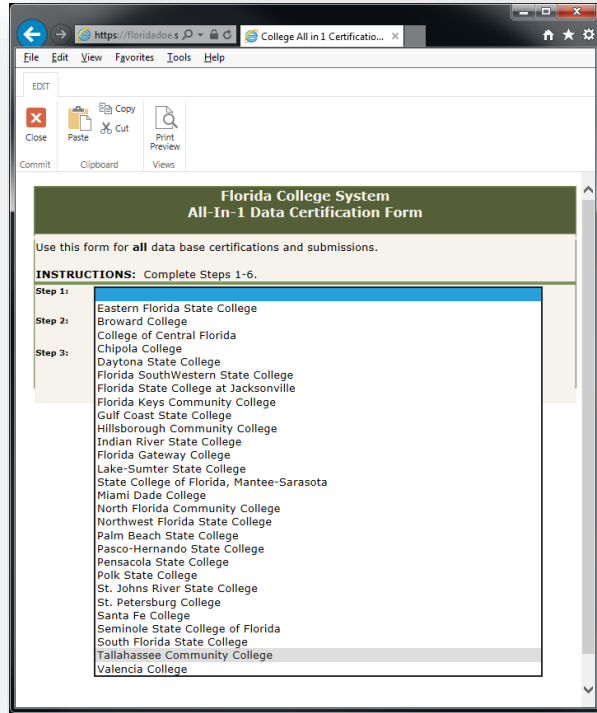 https://floridadoe.s
College All in 1 Certificatio...
File Edit View Favorites Tools Help
EDIT
Close Paste Copy Cut Print Preview
Commit Clipboard Views
Florida College System
All-In-1 Data Certification Form
Use this form for all data base certifications and submissions.
INSTRUCTIONS: Complete Steps 1-6.
Step 1:
Step 2:
Step 3:
Eastern Florida State College
Broward College
College of Central Florida
Chipola College
Daytona State College
Florida SouthWestern State College
Florida State College at Jacksonville
Florida Keys Community College
Gulf Coast State College
Hillsborough Community College
Indian River State College
Florida Gateway College
Lake-Sumter State College
State College of Florida, Mantee-Sarasota
Miami Dade College
North Florida Community College
Northwest Florida State College
Palm Beach State College
Pasco-Hernando State College
Pensacola State College
Polk State College
St. Johns River State College
St. Petersburg College
Santa Fe College
Seminole State College of Florida
South Florida State College
Tallahassee Community College
Valencia College